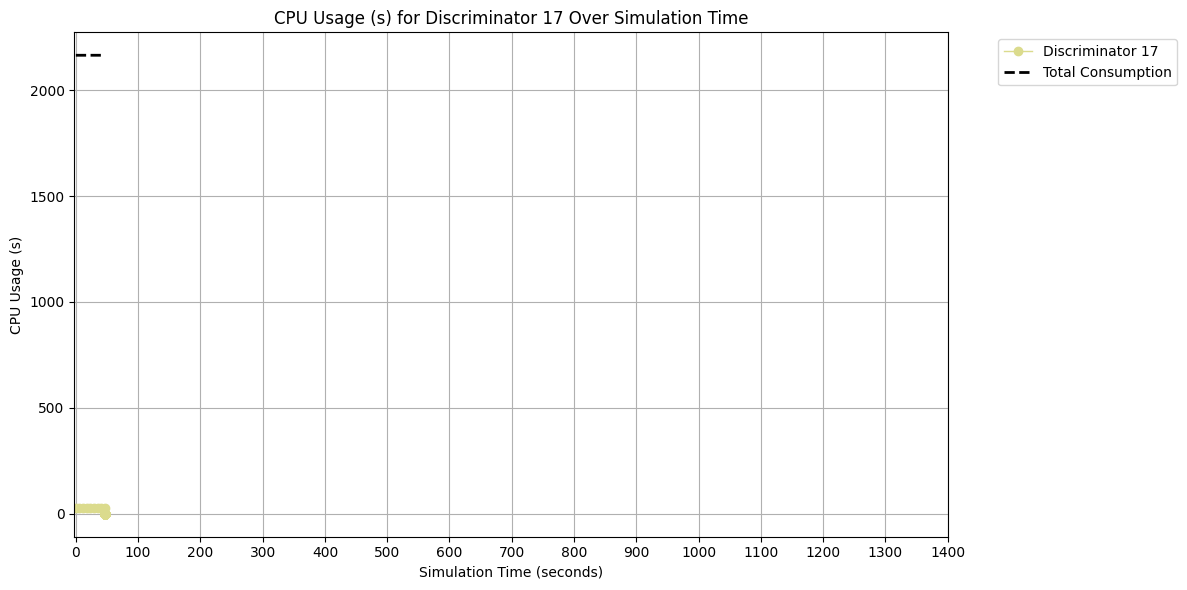 CPU Usage (s) for Discriminator 17 Over Simulation Time
Discriminator 17
Total Consumption
CPU Usage (s)
2000
1500
1000
500
0
0 100 200 300 400 500 600 700 800 900 1000 1100 1200 1300 1400
Simulation Time (seconds)